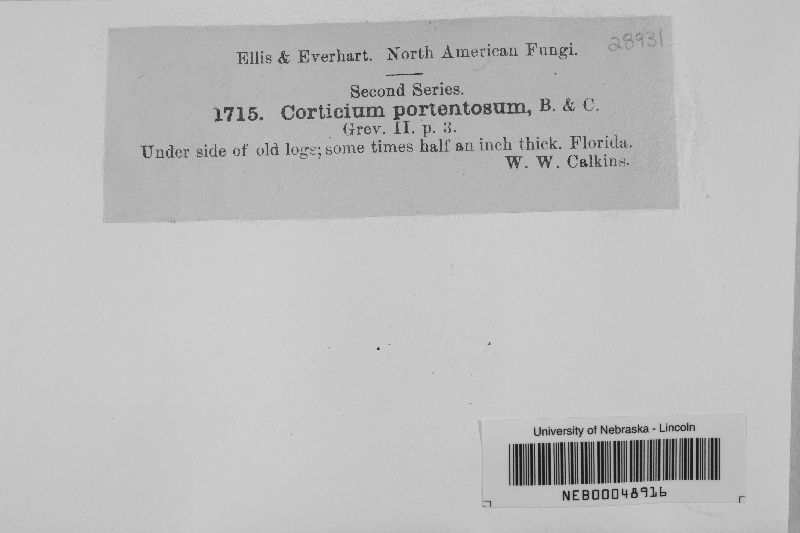 Ellis & Everhart. North American Fungi. 28931
Second Series.
1715. Corticium portentosum, B. & C.
Grev. II. p. 3.
Under side of old logs; some times half an inch thick. Florida.
W. W. Calkins.
University of Nebraska - Lincoln
NEB00048916